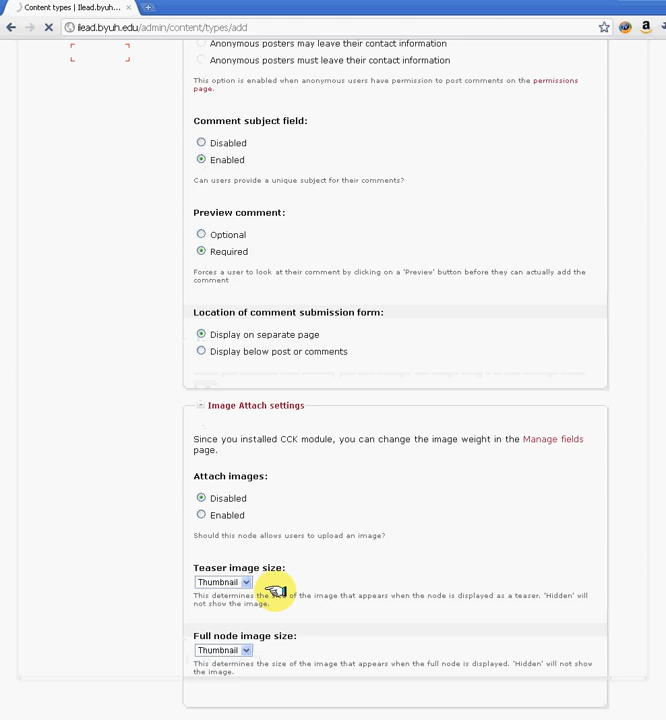 Content types | Ilead.byuh...
ilead.byuh.edu/admin/content/types/add
Anonymous posters may leave their contact information
Anonymous posters must leave their contact information
This option is enabled when anonymous users have permission to post comments on the permissions
page.
Comment subject field:
Disabled
Enabled
Can users provide a unique subject for their comments?
Preview comment:
Optional
Required
Forces a user to look at their comment by clicking on a 'Preview' button before they can actually add the
comment
Location of comment submission form:
Display on separate page
Display below post or comments
Image Attach settings
Since you installed CCK module, you can change the image weight in the Manage fields
page.
Attach images:
Disabled
Enabled
Should this node allows users to upload an image?
Teaser image size:
Thumbnail
This determines the size of the image that appears when the node is displayed as a teaser. 'Hidden' will
not show the image.
Full node image size:
Thumbnail
This determines the size of the image that appears when the full node is displayed. 'Hidden' will not show
the image.